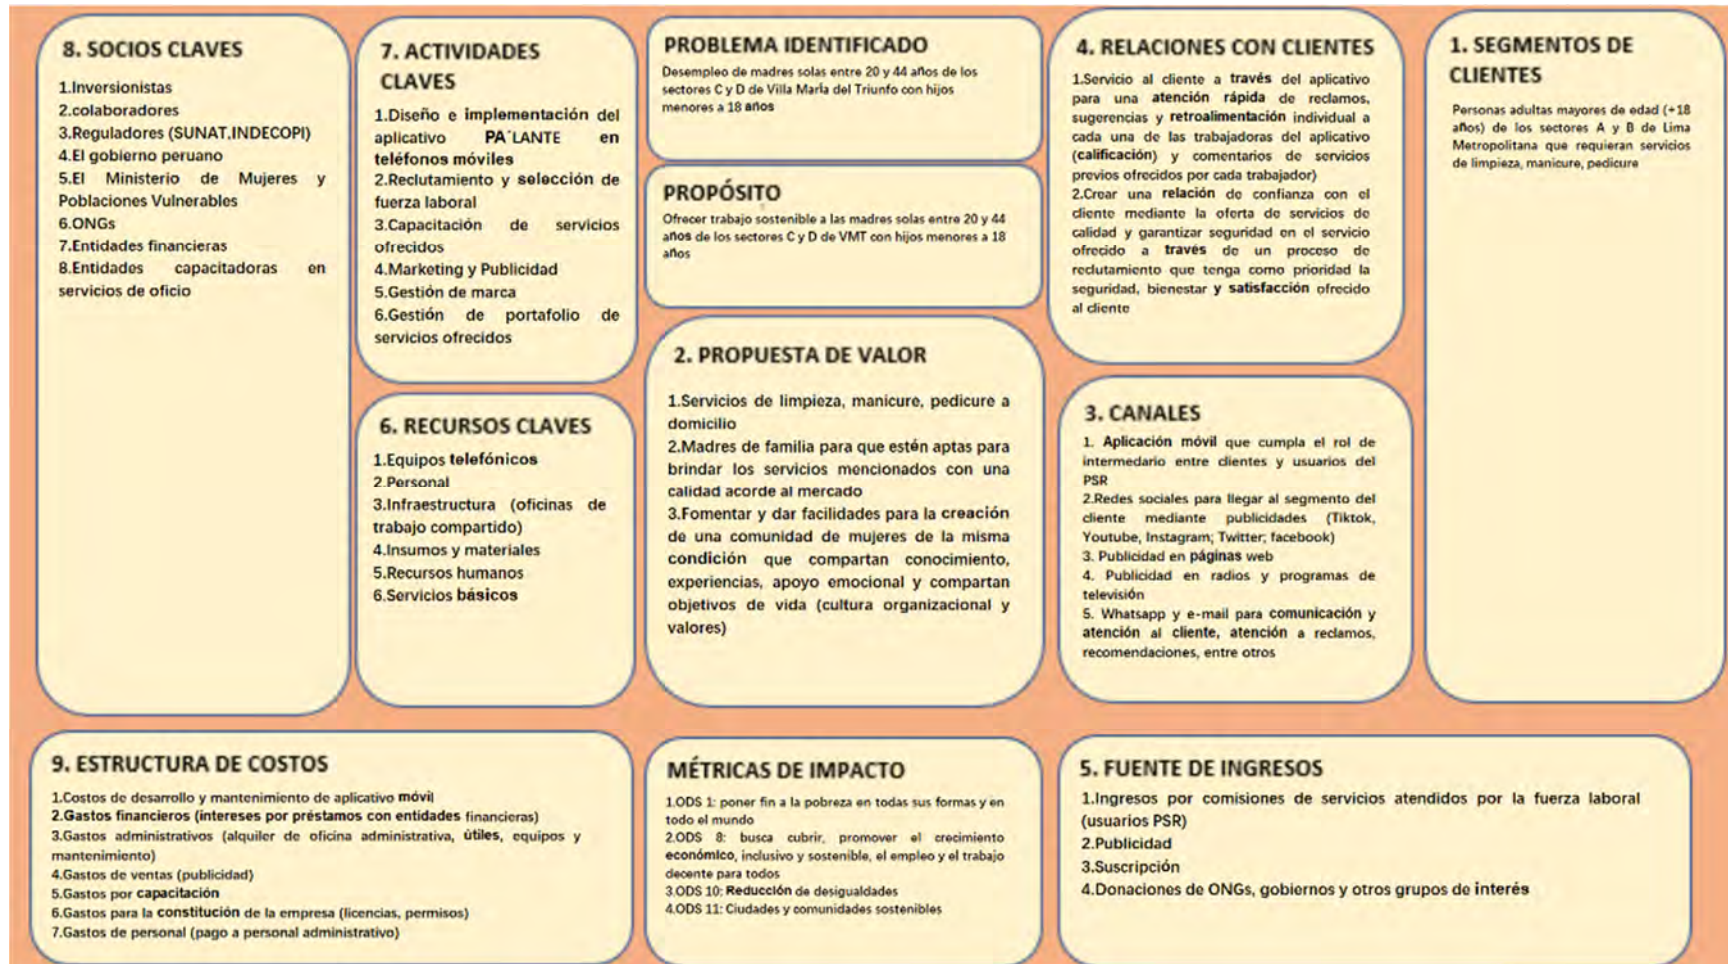 8. SOCIOS CLAVES
1.Inversionistas
2.colaboradores
3.Reguladores (SUNAT,INDECOPI)
4.El gobierno peruano
5.El Ministerio de Mujeres y
Poblaciones Vulnerables
6.ONGs
7.Entidades financieras
8.Entidades capacitadoras en
servicios de oficio
7. ACTIVIDADES
CLAVES
1.Diseño e implementación del
aplicativo PA´LANTE en
teléfonos móviles
2.Reclutamiento y selección de
fuerza laboral
3.Capacitación de servicios
ofrecidos
4.Marketing y Publicidad
5.Gestión de marca
6.Gestión de portafolio de
servicios ofrecidos
6. RECURSOS CLAVES
1.Equipos telefónicos
2.Personal
3.Infraestructura (oficinas de
trabajo compartido)
4.Insumos y materiales
5.Recursos humanos
6.Servicios básicos
PROBLEMA IDENTIFICADO
Desempleo de madres solas entre 20 y 44 años de los
sectores C y D de Villa María del Triunfo con hijos
menores a 18 años
PROPÓSITO
Ofrecer trabajo sostenible a las madres solas entre 20 y 44
años de los sectores C y D de VMT con hijos menores a 18
años
2. PROPUESTA DE VALOR
1.Servicios de limpieza, manicure, pedicure a
domicilio
2.Madres de familia para que estén aptas para
brindar los servicios mencionados con una
calidad acorde al mercado
3.Fomentar y dar facilidades para la creación
de una comunidad de mujeres de la misma
condición que compartan conocimiento,
experiencias, apoyo emocional y compartan
objetivos de vida (cultura organizacional y
valores)
4. RELACIONES CON CLIENTES
1.Servicio al cliente a través del aplicativo
para una atención rápida de reclamos,
sugerencias y retroalimentación individual a
cada una de las trabajadoras del aplicativo
(calificación) y comentarios de servicios
previos ofrecidos por cada trabajador)
2.Crear una relación de confianza con el
cliente mediante la oferta de servicios de
calidad y garantizar seguridad en el servicio
ofrecido a través de un proceso de
reclutamiento que tenga como prioridad la
seguridad, bienestar y satisfacción ofrecido
al cliente
3. CANALES
1. Aplicación móvil que cumpla el rol de
intermedario entre clientes y usuarios del
PSR
2.Redes sociales para llegar al segmento del
cliente mediante publicidades (Tiktok,
Youtube, Instagram; Twitter; facebook)
3. Publicidad en páginas web
4. Publicidad en radios y programas de
televisión
5. Whatsapp y e-mail para comunicación y
atención al cliente, atención a reclamos,
recomendaciones, entre otros
1. SEGMENTOS DE
CLIENTES
Personas adultas mayores de edad (+18
años) de los sectores A y B de Lima
Metropolitana que requieran servicios
de limpieza, manicure, pedicure
9. ESTRUCTURA DE COSTOS
1.Costos de desarrollo y mantenimiento de aplicativo móvil
2.Gastos financieros (intereses por préstamos con entidades financieras)
3.Gastos administrativos (alquiler de oficina administrativa, útiles, equipos y
mantenimiento)
4.Gastos de ventas (publicidad)
5.Gastos por capacitación
6.Gastos para la constitución de la empresa (licencias, permisos)
7.Gastos de personal (pago a personal administrativo)
MÉTRICAS DE IMPACTO
1.ODS 1: poner fin a la pobreza en todas sus formas y en
todo el mundo
2.ODS 8: busca cubrir, promover el crecimiento
económico, inclusivo y sostenible, el empleo y el trabajo
decente para todos
3.ODS 10: Reducción de desigualdades
4.ODS 11: Ciudades y comunidades sostenibles
5. FUENTE DE INGRESOS
1.Ingresos por comisiones de servicios atendidos por la fuerza laboral
(usuarios PSR)
2.Publicidad
3.Suscripción
4.Donaciones de ONGs, gobiernos y otros grupos de interés